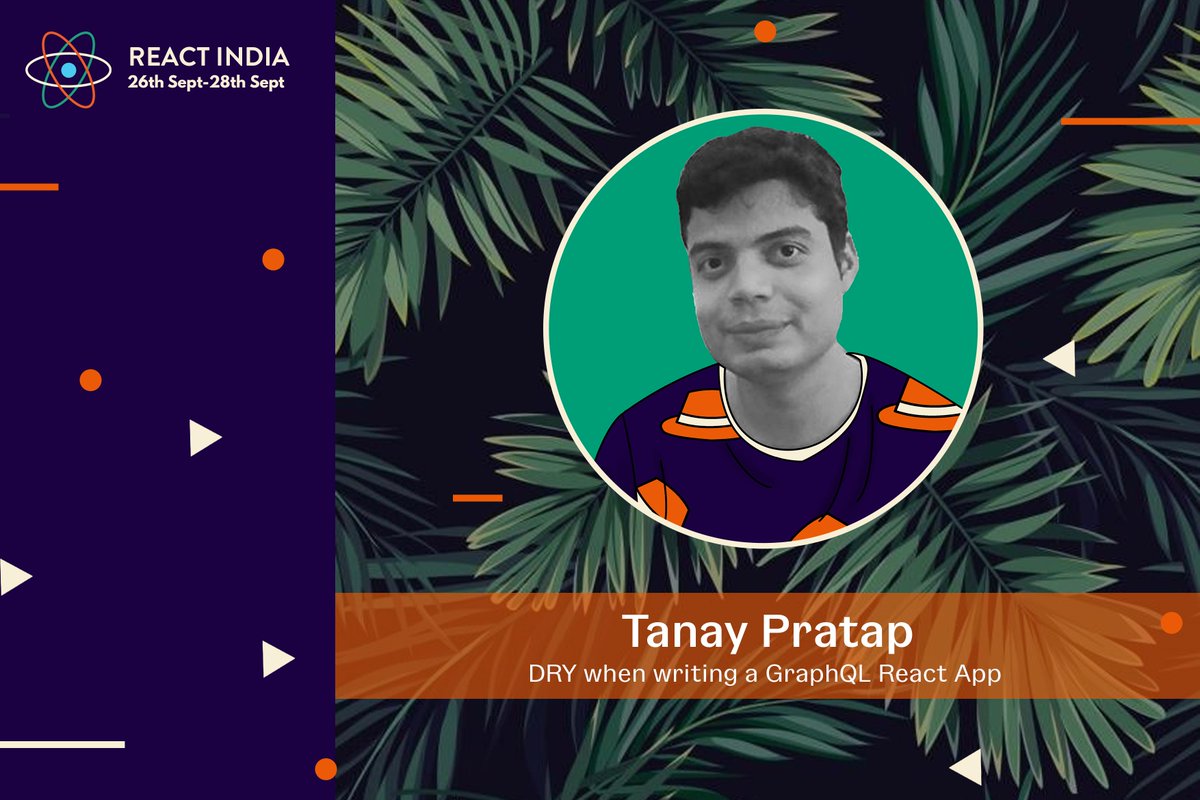 REACT INDIA
26th Sept-28th Sept
Tanay Pratap
DRY when writing a GraphQL React App